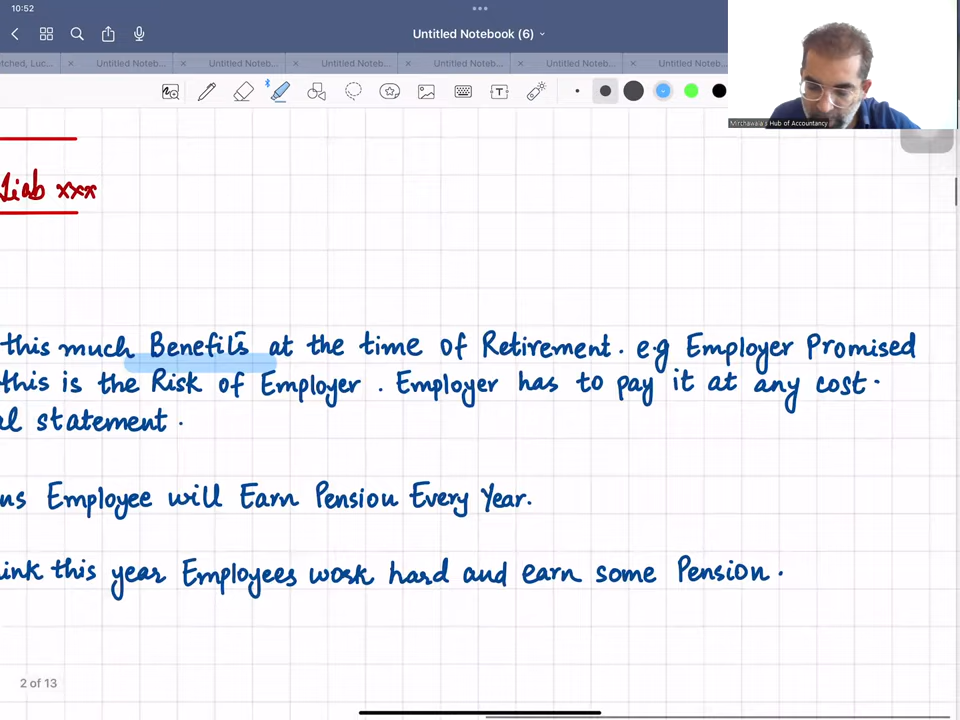 10:52
Untitled Notebook (6)
tched, Luc...
Untitled Noteb...
Untitled Noteb...
Untitled Noteb...
Untitled Noteb...
Untitled Noteb...
Untitled Noteb...
Mirchawala's Hub of Accountancy
Liab xxx
this much Benefits at the time of Retirement. e.g Employer Promised
this is the Risk of Employer. Employer has to pay it at any cost.
al statement.
ns Employee will Earn Pension Every Year.
ink this year Employees work hard and earn some Pension.
2 of 13